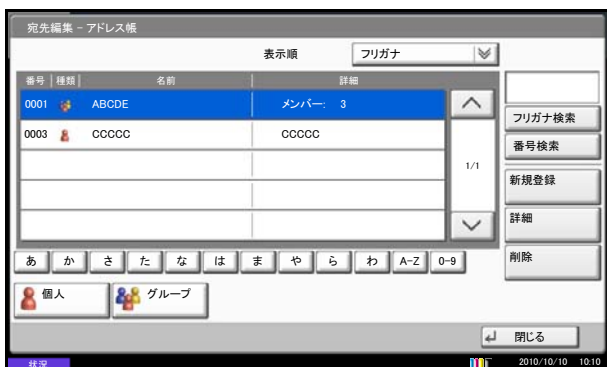 宛先編集 - アドレス帳
表示順 フリガナ
番号 種類 名前 詳細
0001 ABCDE メンバー: 3
0003 CCCCC CCCCC
1/1
フリガナ検索
番号検索
新規登録
詳細
削除
あ か さ た な は ま や ら わ A-Z 0-9
個人 グループ
閉じる
状況 2010/10/10 10:10